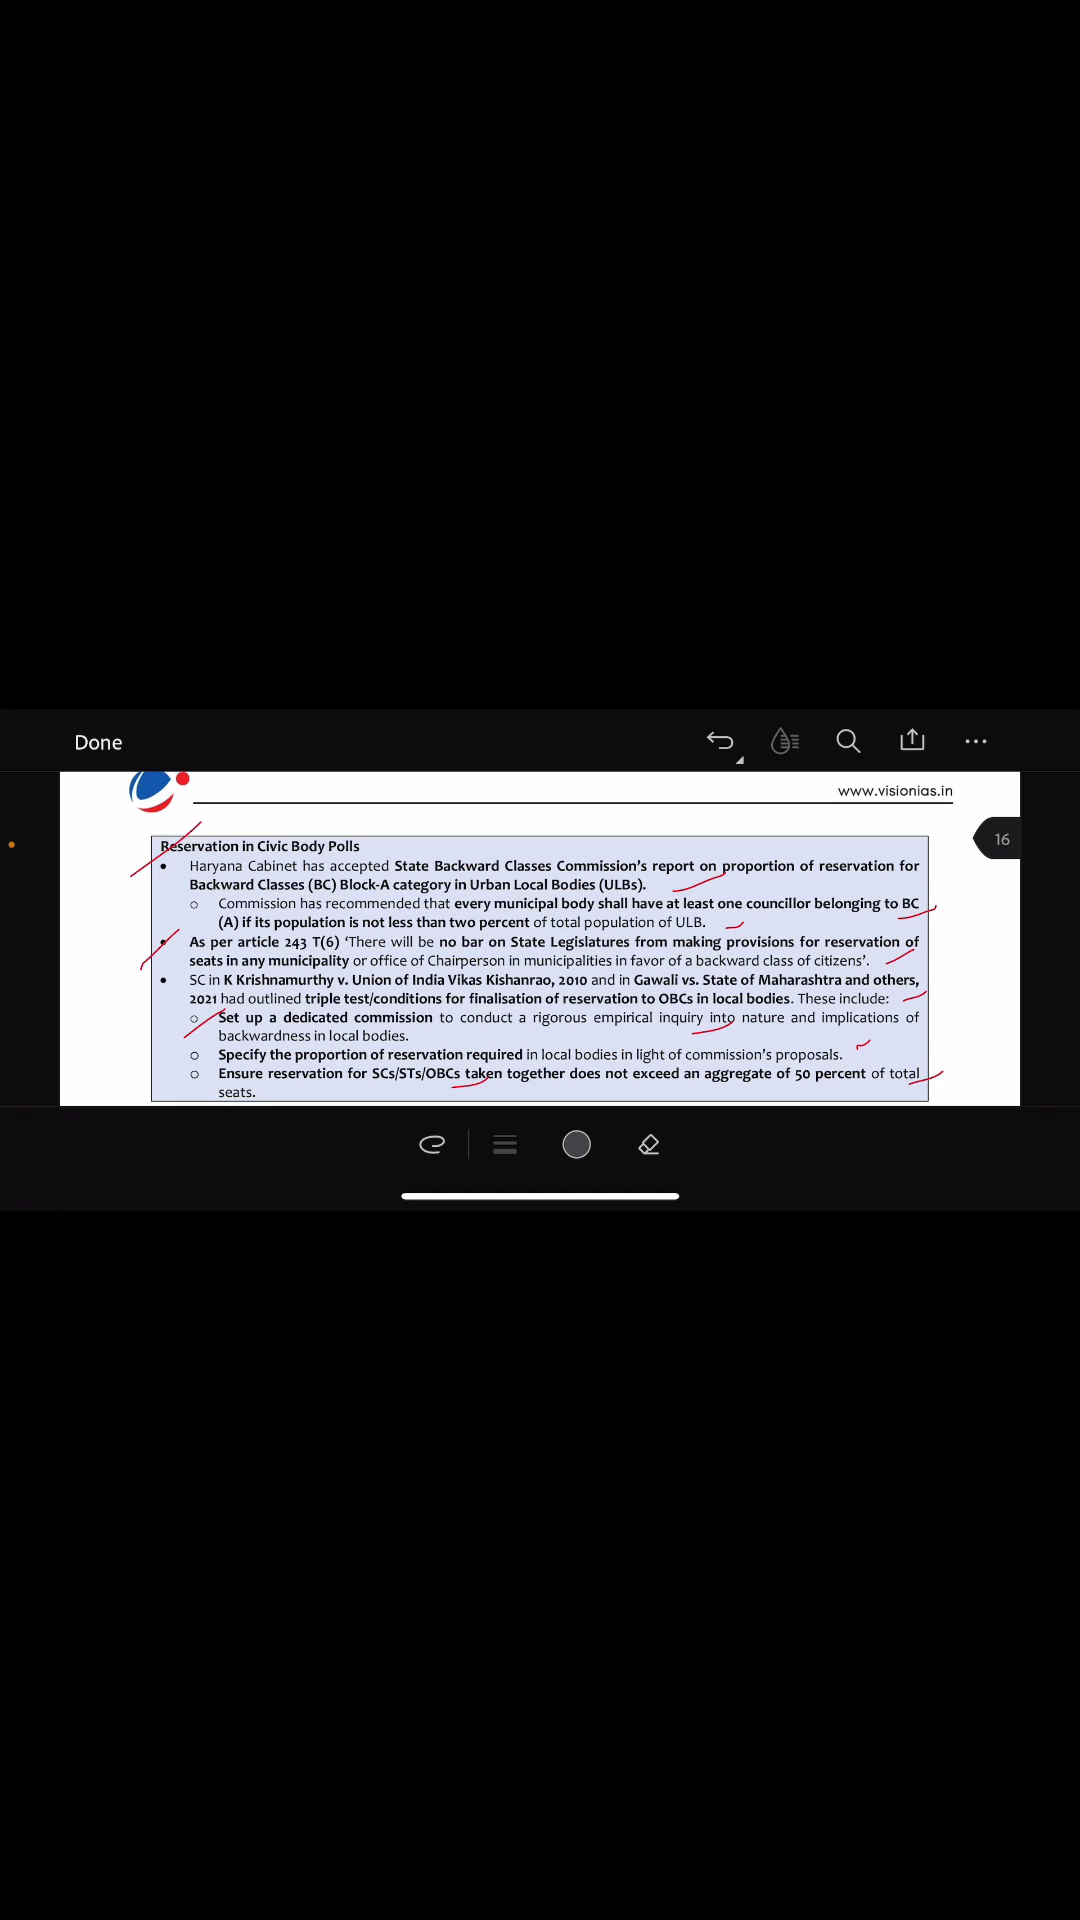 Done
www.visionias.in
16
Reservation in Civic Body Polls
• Haryana Cabinet has accepted State Backward Classes Commission's report on proportion of reservation for
Backward Classes (BC) Block-A category in Urban Local Bodies (ULBs).
o Commission has recommended that every municipal body shall have at least one councillor belonging to BC
(A) if its population is not less than two percent of total population of ULB.
• As per article 243 T(6) ‘There will be no bar on State Legislatures from making provisions for reservation of
seats in any municipality or office of Chairperson in municipalities in favor of a backward class of citizens’.
• SC in K Krishnamurthy v. Union of India Vikas Kishanrao, 2010 and in Gawali vs. State of Maharashtra and others,
2021 had outlined triple test/conditions for finalisation of reservation to OBCs in local bodies. These include:
o Set up a dedicated commission to conduct a rigorous empirical inquiry into nature and implications of
backwardness in local bodies.
o Specify the proportion of reservation required in local bodies in light of commission's proposals.
o Ensure reservation for SCs/STs/OBCs taken together does not exceed an aggregate of 50 percent of total
seats.